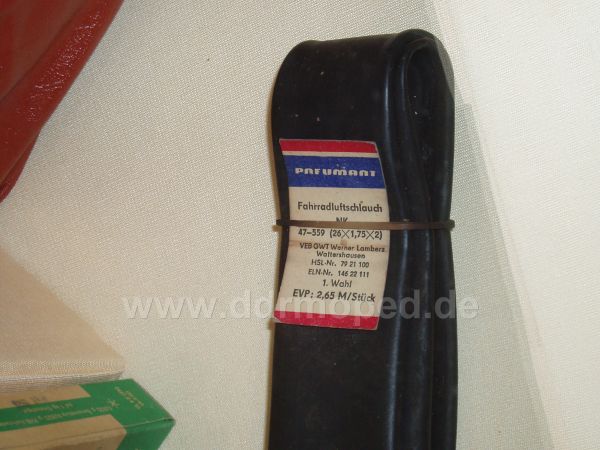 PNEUMANT
Fahrradluftschlauch
NK
47–559 (26×1,75×2)
VEB GWT Werner Lamberz
Waltershausen
HSL-Nr. 79 21 100
ELN-Nr. 146 22 111
1. Wahl
EVP: 2,65 M/Stück
www.ddrmoped.de